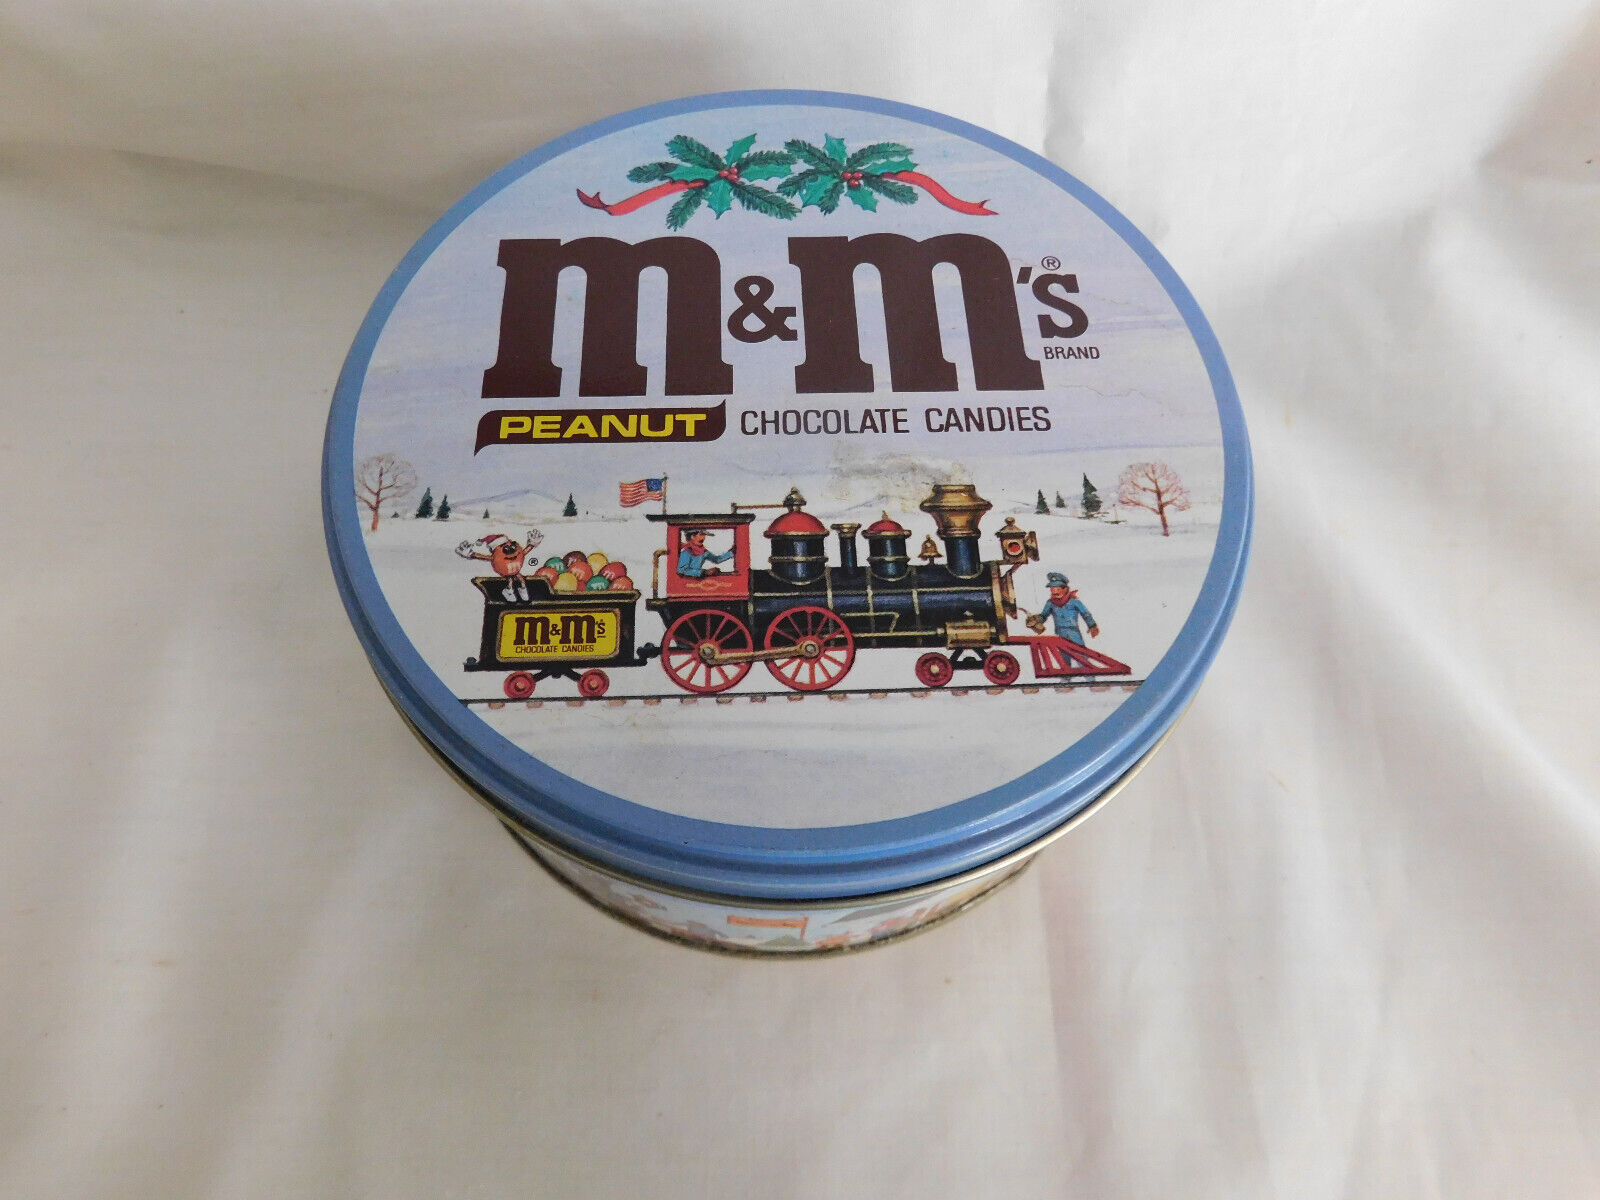 m&m's®
BRAND
PEANUT CHOCOLATE CANDIES
®
m&m's
CHOCOLATE CANDIES